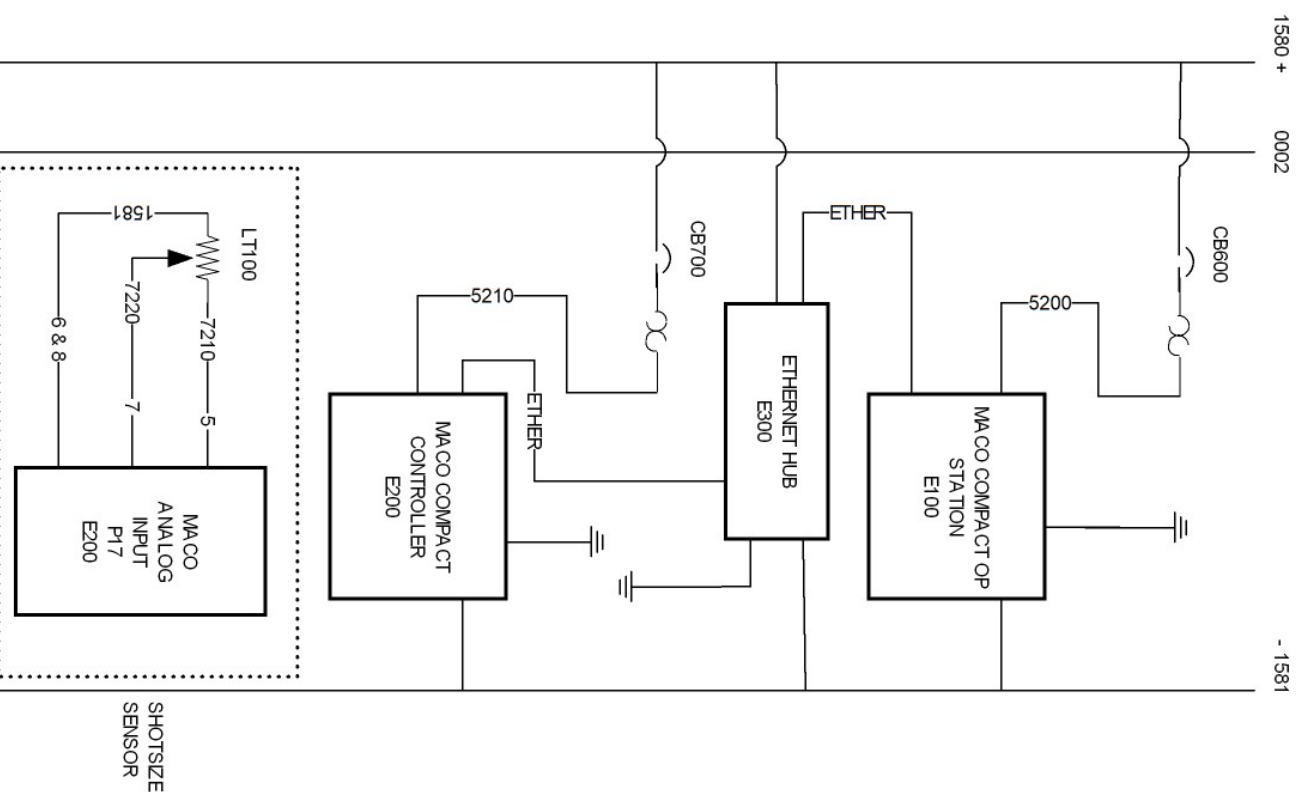 1580 +
0002
- 1581
CB600
5200
MACO COMPACT OP
STATION
E100
ETHER
ETHERNET HUB
E300
CB700
5210
ETHER
MACO COMPACT
CONTROLLER
E200
LT100
1581
7210
5
7220
7
6 & 8
MACO
ANALOG
INPUT
P17
E200
SHOTSIZE
SENSOR